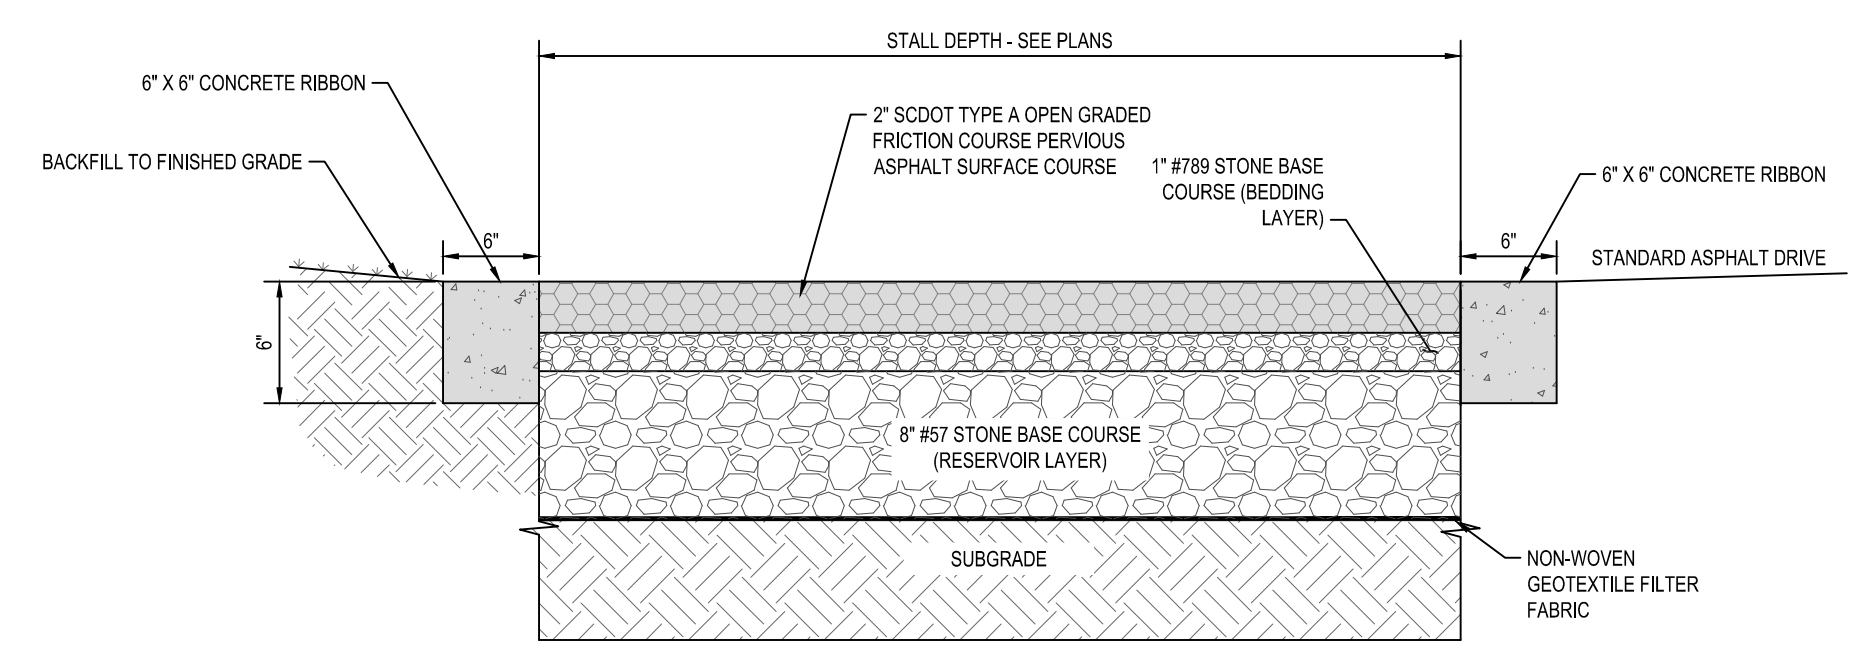 STALL DEPTH - SEE PLANS
6" X 6" CONCRETE RIBBON
2" SCDOT TYPE A OPEN GRADED
FRICTION COURSE PERVIOUS
ASPHALT SURFACE COURSE
BACKFILL TO FINISHED GRADE
1" #789 STONE BASE
COURSE (BEDDING
LAYER)
6" X 6" CONCRETE RIBBON
6"
6"
STANDARD ASPHALT DRIVE
6"
8" #57 STONE BASE COURSE
(RESERVOIR LAYER)
SUBGRADE
NON-WOVEN
GEOTEXTILE FILTER
FABRIC